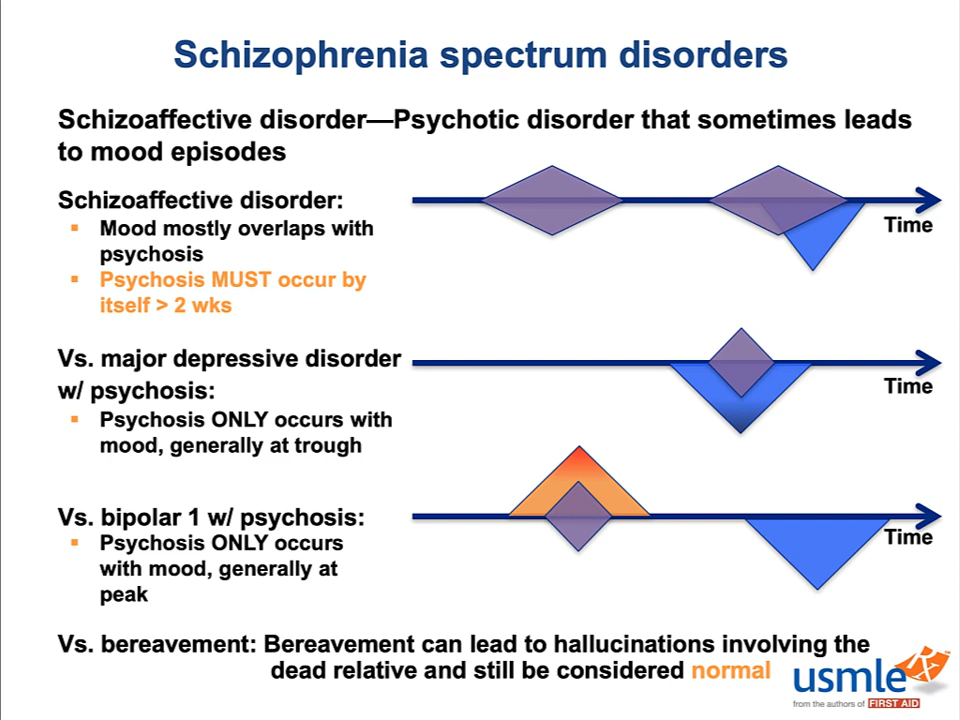 Schizophrenia spectrum disorders
Schizoaffective disorder—Psychotic disorder that sometimes leads
to mood episodes
Schizoaffective disorder:
▪ Mood mostly overlaps with
psychosis
▪ Psychosis MUST occur by
itself > 2 wks
Time
Vs. major depressive disorder
w/ psychosis:
▪ Psychosis ONLY occurs with
mood, generally at trough
Time
Vs. bipolar 1 w/ psychosis:
▪ Psychosis ONLY occurs
with mood, generally at
peak
Time
Vs. bereavement: Bereavement can lead to hallucinations involving the
dead relative and still be considered normal
usmle Rx
from the authors of FIRST AID